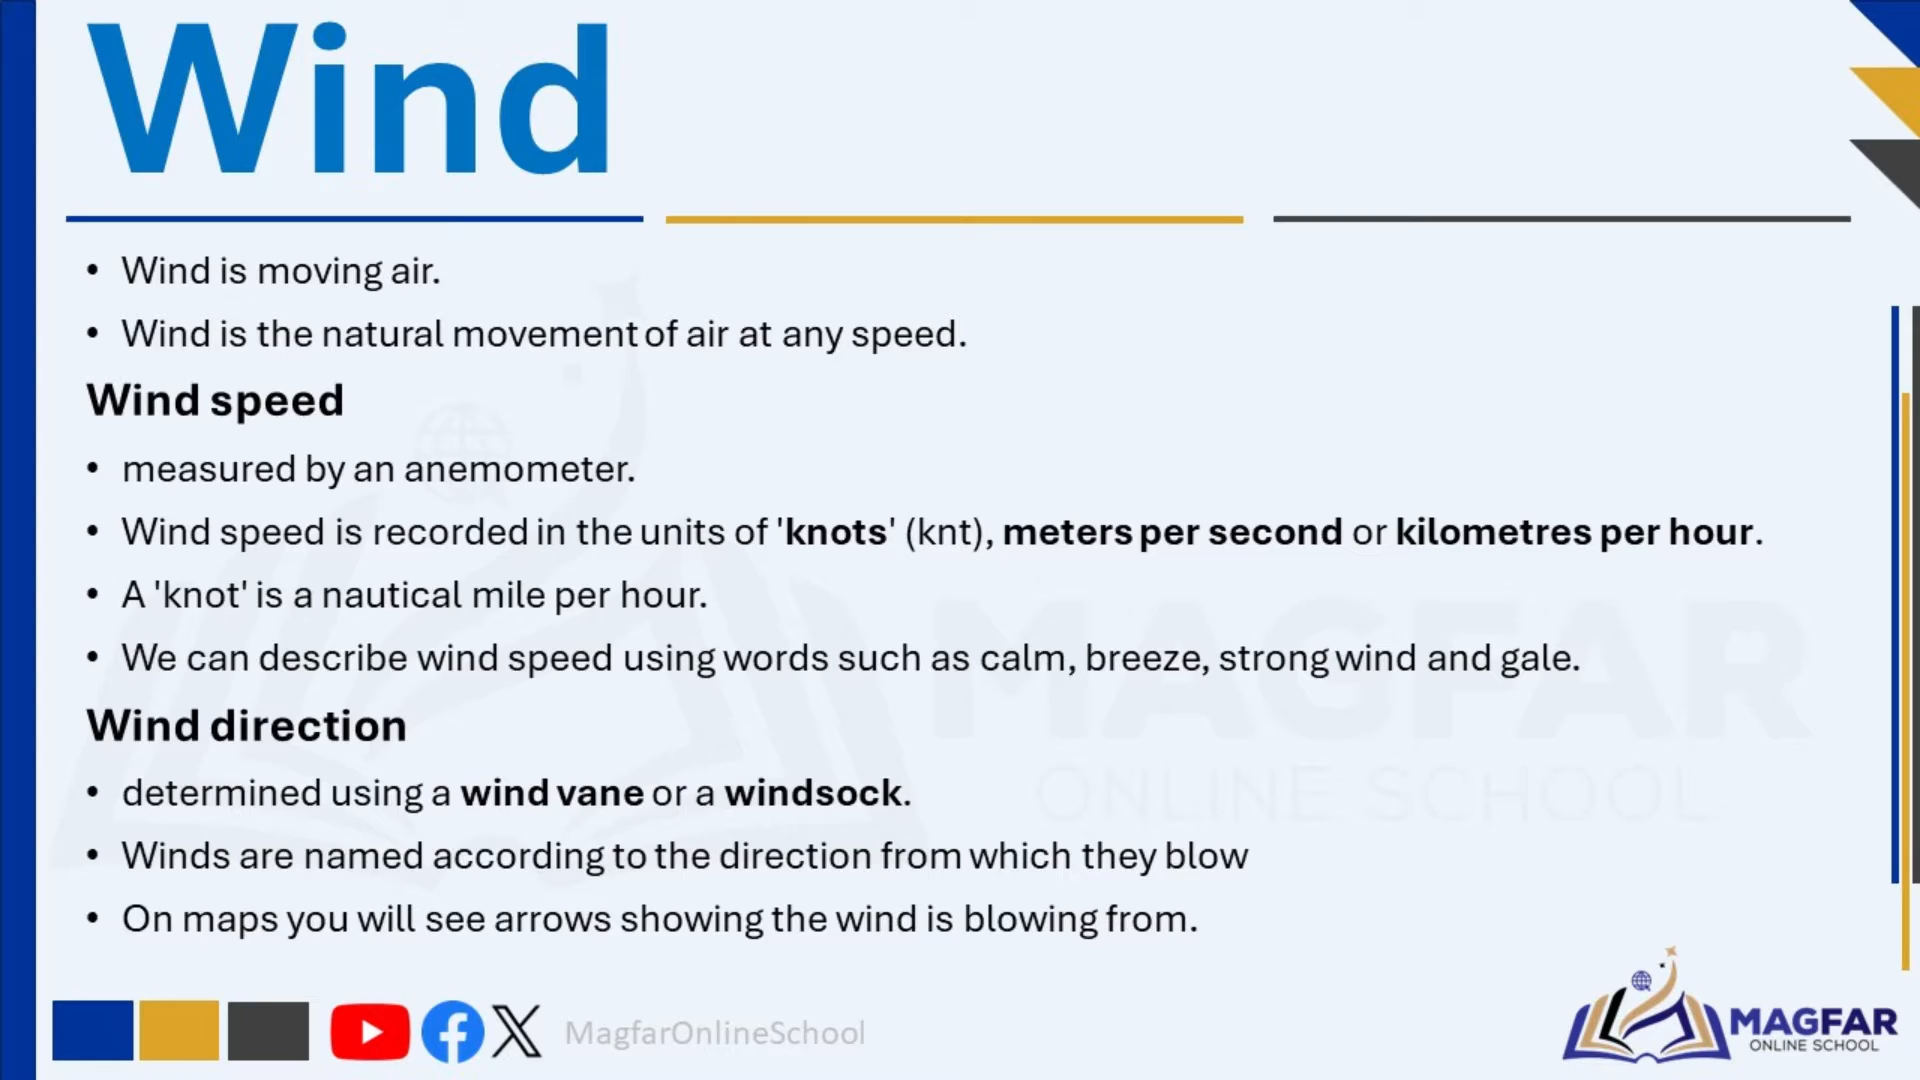 Wind
• Wind is moving air.
• Wind is the natural movement of air at any speed.
Wind speed
• measured by an anemometer.
• Wind speed is recorded in the units of 'knots' (knt), meters per second or kilometres per hour.
• A 'knot' is a nautical mile per hour.
• We can describe wind speed using words such as calm, breeze, strong wind and gale.
Wind direction
• determined using a wind vane or a windsock.
• Winds are named according to the direction from which they blow
• On maps you will see arrows showing the wind is blowing from.
MAGFAR
ONLINE SCHOOL
MagfarOnlineSchool
MAGFAR
ONLINE SCHOOL